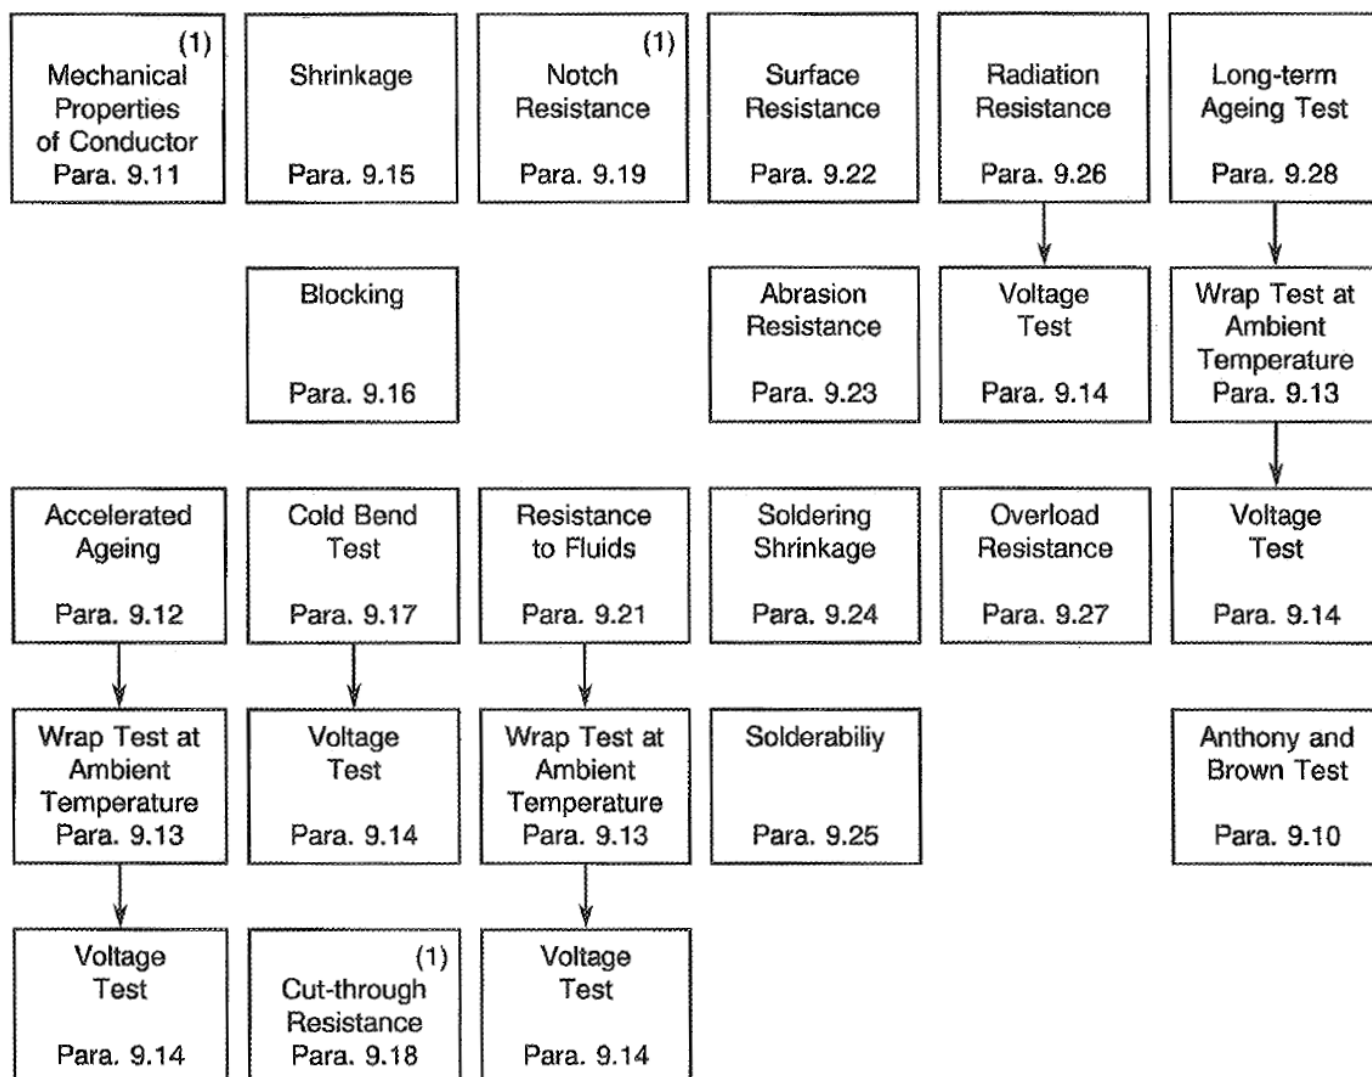 (1)
Mechanical
Properties
of Conductor
Para. 9.11
Shrinkage
Para. 9.15
(1)
Notch
Resistance
Para. 9.19
Surface
Resistance
Para. 9.22
Radiation
Resistance
Para. 9.26
Long-term
Ageing Test
Para. 9.28
Blocking
Para. 9.16
Abrasion
Resistance
Para. 9.23
Voltage
Test
Para. 9.14
Wrap Test at
Ambient
Temperature
Para. 9.13
Accelerated
Ageing
Para. 9.12
Cold Bend
Test
Para. 9.17
Resistance
to Fluids
Para. 9.21
Soldering
Shrinkage
Para. 9.24
Overload
Resistance
Para. 9.27
Voltage
Test
Para. 9.14
Wrap Test at
Ambient
Temperature
Para. 9.13
Voltage
Test
Para. 9.14
Wrap Test at
Ambient
Temperature
Para. 9.13
Solderabiliy
Para. 9.25
Anthony and
Brown Test
Para. 9.10
Voltage
Test
Para. 9.14
(1)
Cut-through
Resistance
Para. 9.18
Voltage
Test
Para. 9.14